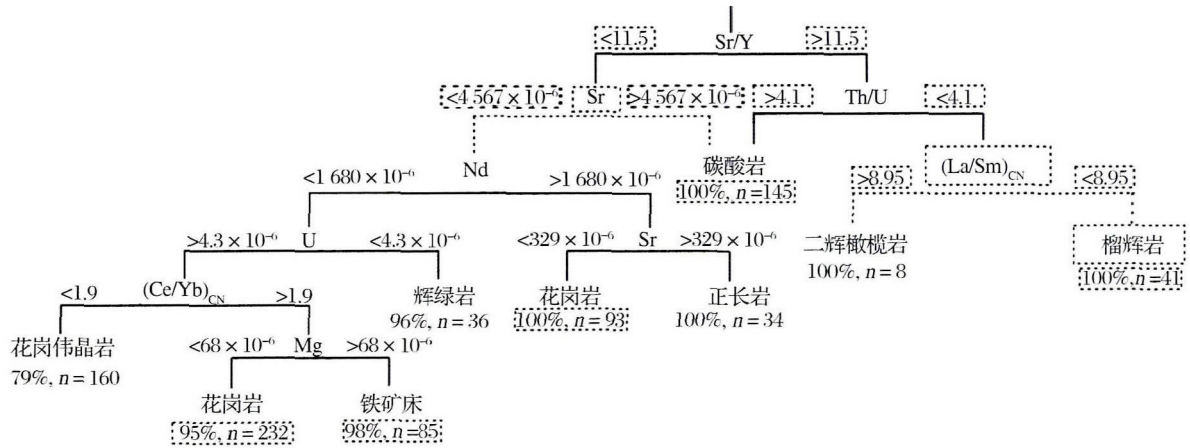 <11.5 Sr/Y >11.5
<4 567 × 10⁻⁶ Sr >4 567 × 10⁻⁶ >4.1 Th/U <4.1
Nd 碳酸岩 (La/Sm)CN
<1 680 × 10⁻⁶ >1 680 × 10⁻⁶ 100%, n=145 >8.95 <8.95
>4.3 × 10⁻⁶ U <4.3 × 10⁻⁶ <329 × 10⁻⁶ Sr >329 × 10⁻⁶ 二辉橄榄岩 榴辉岩
100%, n = 8 100%, n=41
<1.9 (Ce/Yb)CN >1.9 辉绿岩 花岗岩 正长岩
96%, n = 36 100%, n = 93 100%, n = 34
花岗伟晶岩 <68 × 10⁻⁶ Mg >68 × 10⁻⁶
79%, n = 160
花岗岩 铁矿床
95%, n = 232 98%, n=85